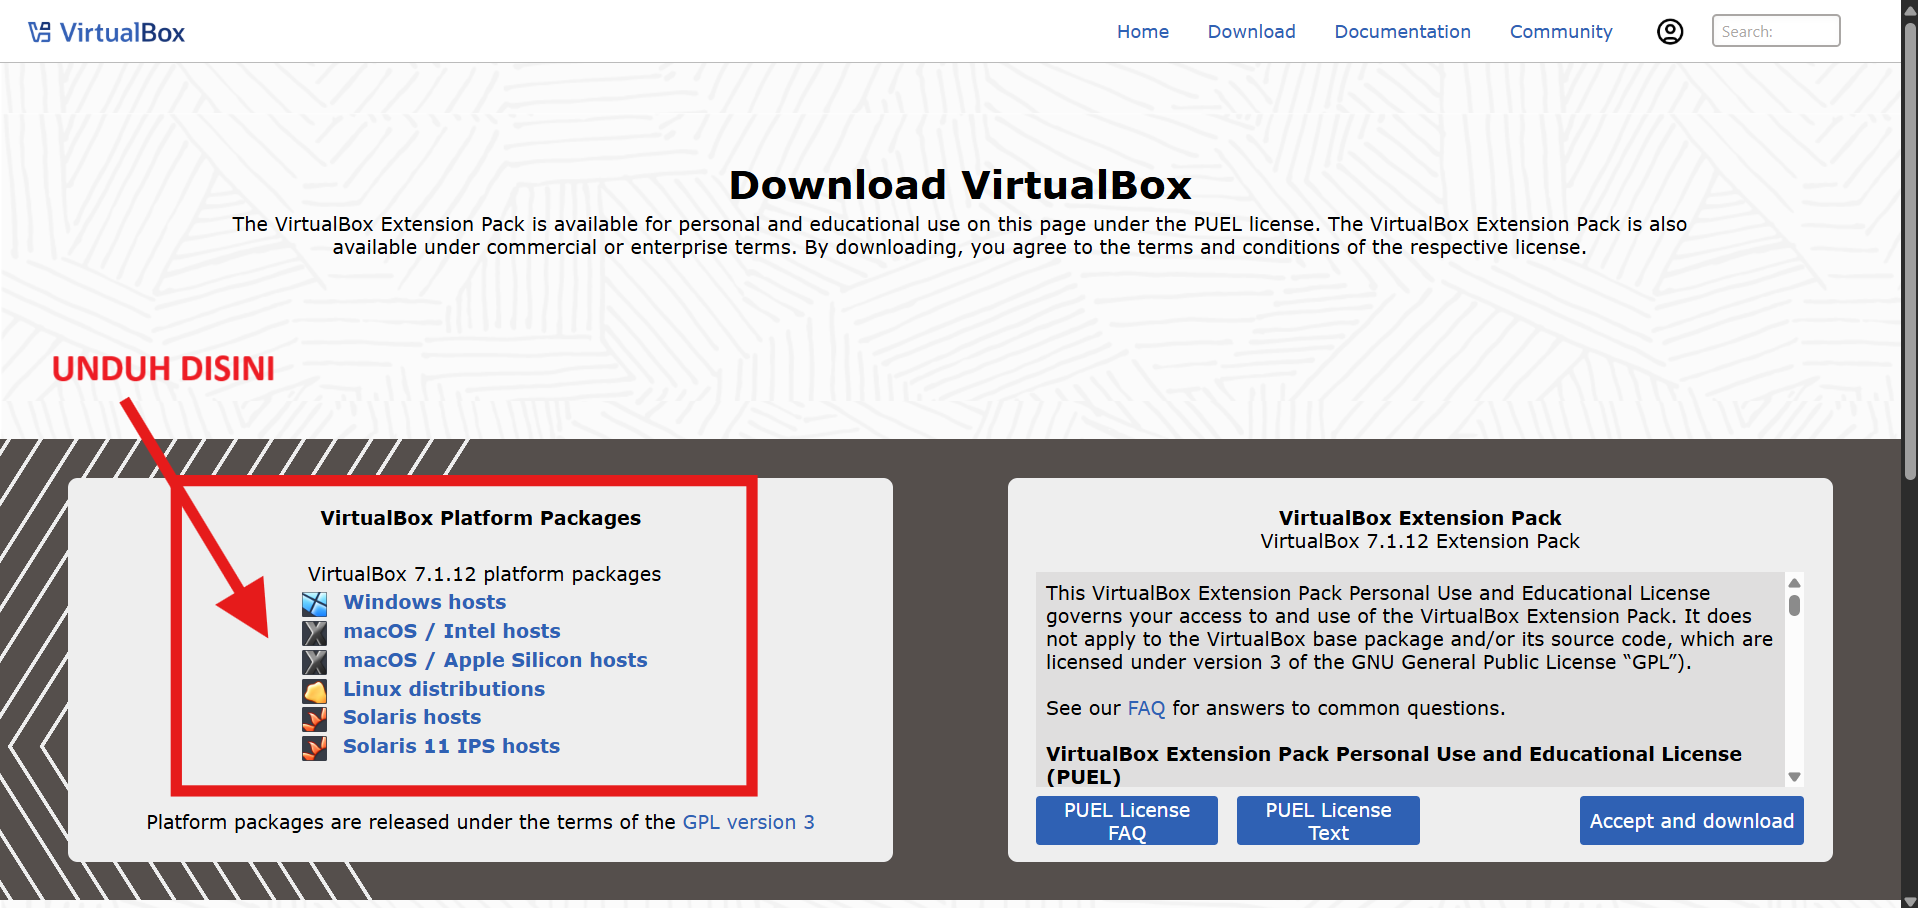 VirtualBox
Home Download Documentation Community Search:
Download VirtualBox
The VirtualBox Extension Pack is available for personal and educational use on this page under the PUEL license. The VirtualBox Extension Pack is also
available under commercial or enterprise terms. By downloading, you agree to the terms and conditions of the respective license.
UNDUH DISINI
VirtualBox Platform Packages
VirtualBox 7.1.12 platform packages
Windows hosts
macOS / Intel hosts
macOS / Apple Silicon hosts
Linux distributions
Solaris hosts
Solaris 11 IPS hosts
Platform packages are released under the terms of the GPL version 3
VirtualBox Extension Pack
VirtualBox 7.1.12 Extension Pack
This VirtualBox Extension Pack Personal Use and Educational License
governs your access to and use of the VirtualBox Extension Pack. It does
not apply to the VirtualBox base package and/or its source code, which are
licensed under version 3 of the GNU General Public License “GPL”).
See our FAQ for answers to common questions.
VirtualBox Extension Pack Personal Use and Educational License
(PUEL)
PUEL License
FAQ
PUEL License
Text
Accept and download